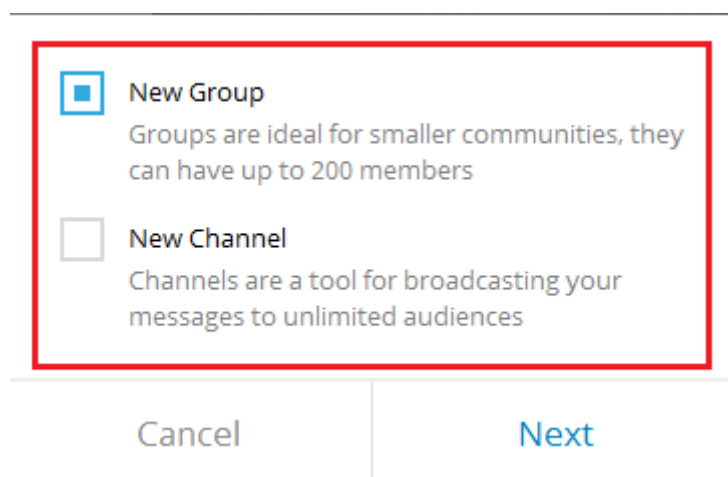 New Group
Groups are ideal for smaller communities, they
can have up to 200 members
New Channel
Channels are a tool for broadcasting your
messages to unlimited audiences
Cancel
Next